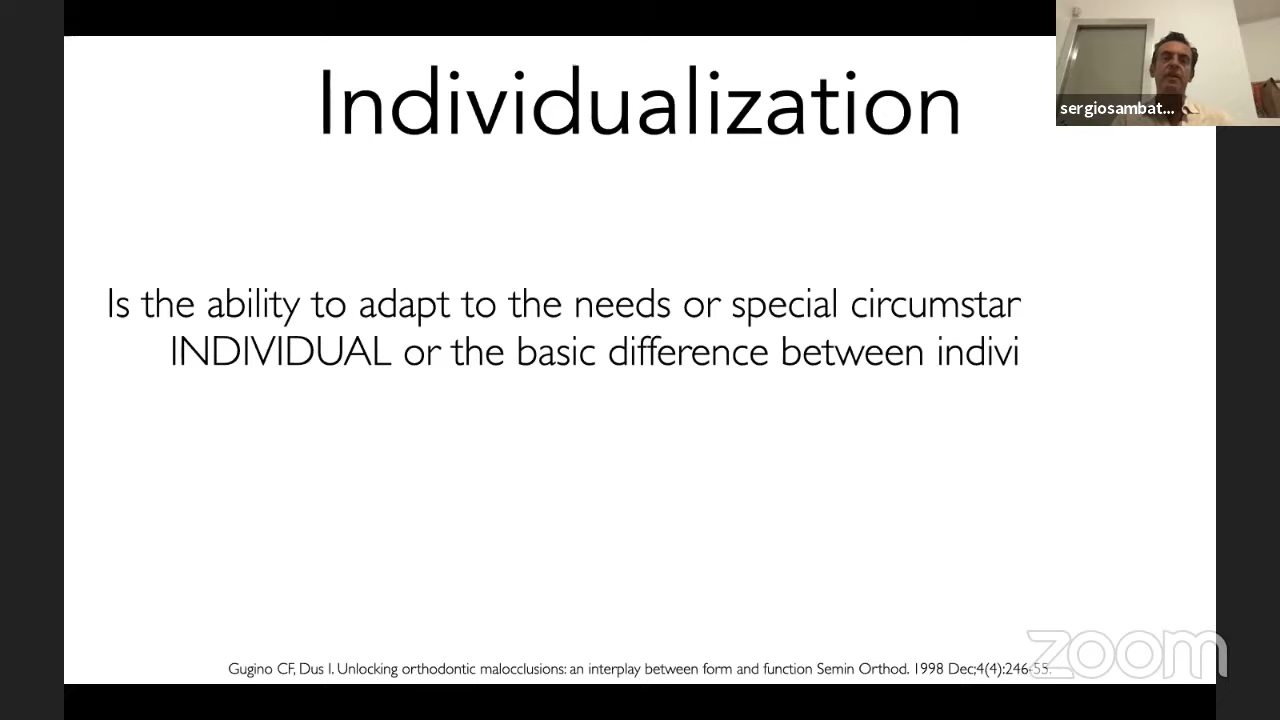 Individualization
sergiosambat...
Is the ability to adapt to the needs or special circumstar
INDIVIDUAL or the basic difference between indivi
zoom
Gugino CF, Dus I. Unlocking orthodontic malocclusions: an interplay between form and function Semin Orthod. 1998 Dec;4(4):246-55.